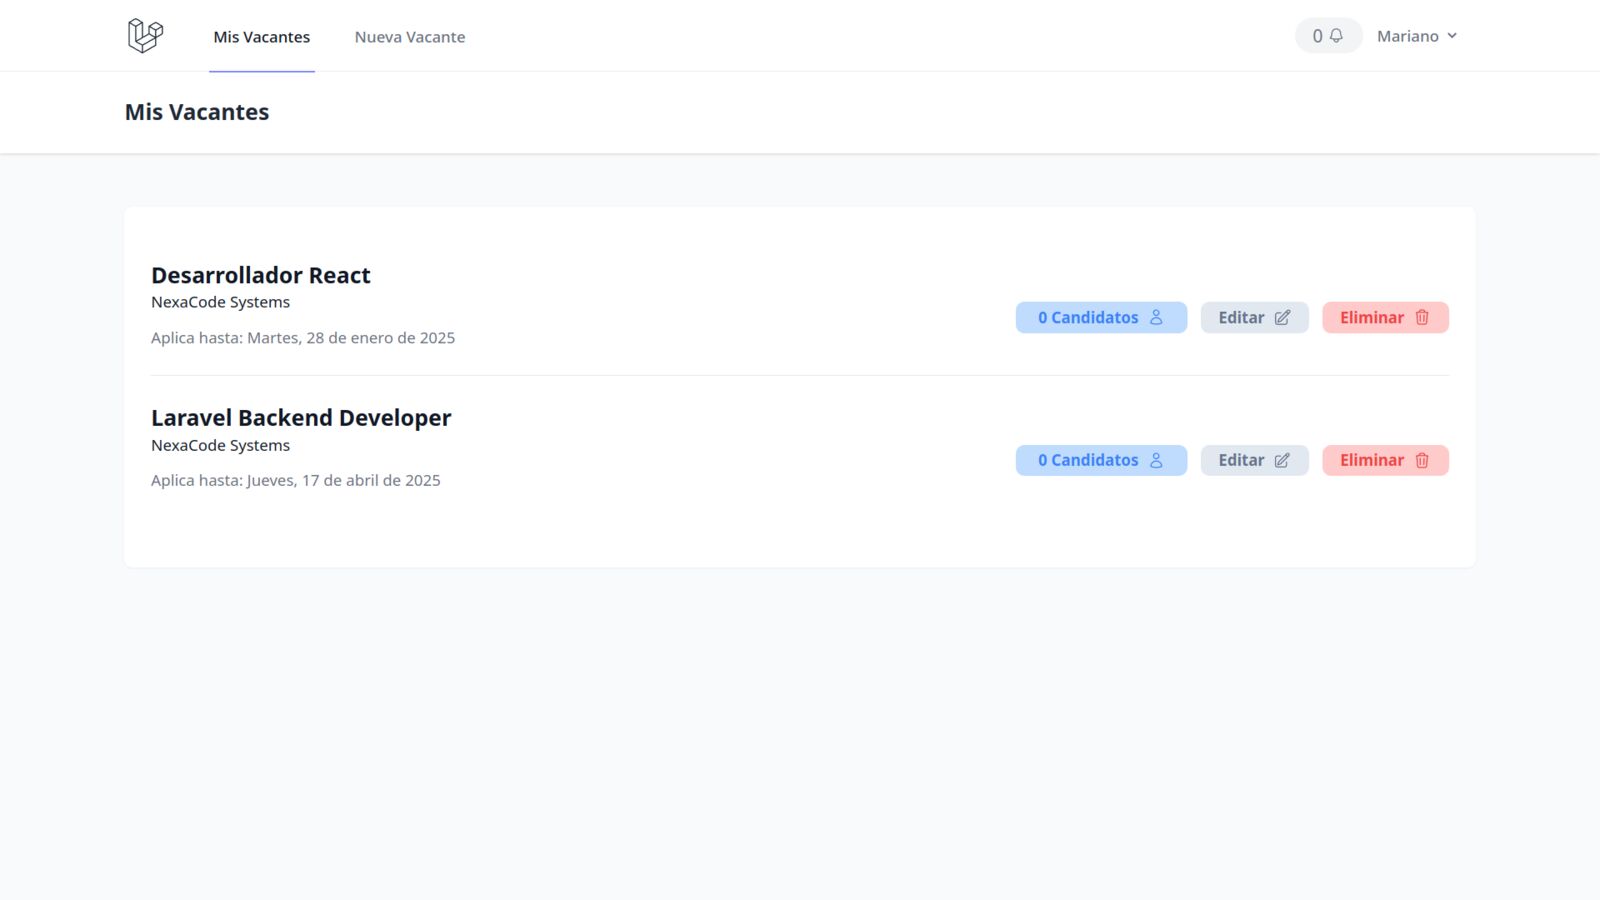 Mis Vacantes
Nueva Vacante
0
Mariano
Mis Vacantes
Desarrollador React
NexaCode Systems
Aplica hasta: Martes, 28 de enero de 2025
0 Candidatos
Editar
Eliminar
Laravel Backend Developer
NexaCode Systems
Aplica hasta: Jueves, 17 de abril de 2025
0 Candidatos
Editar
Eliminar